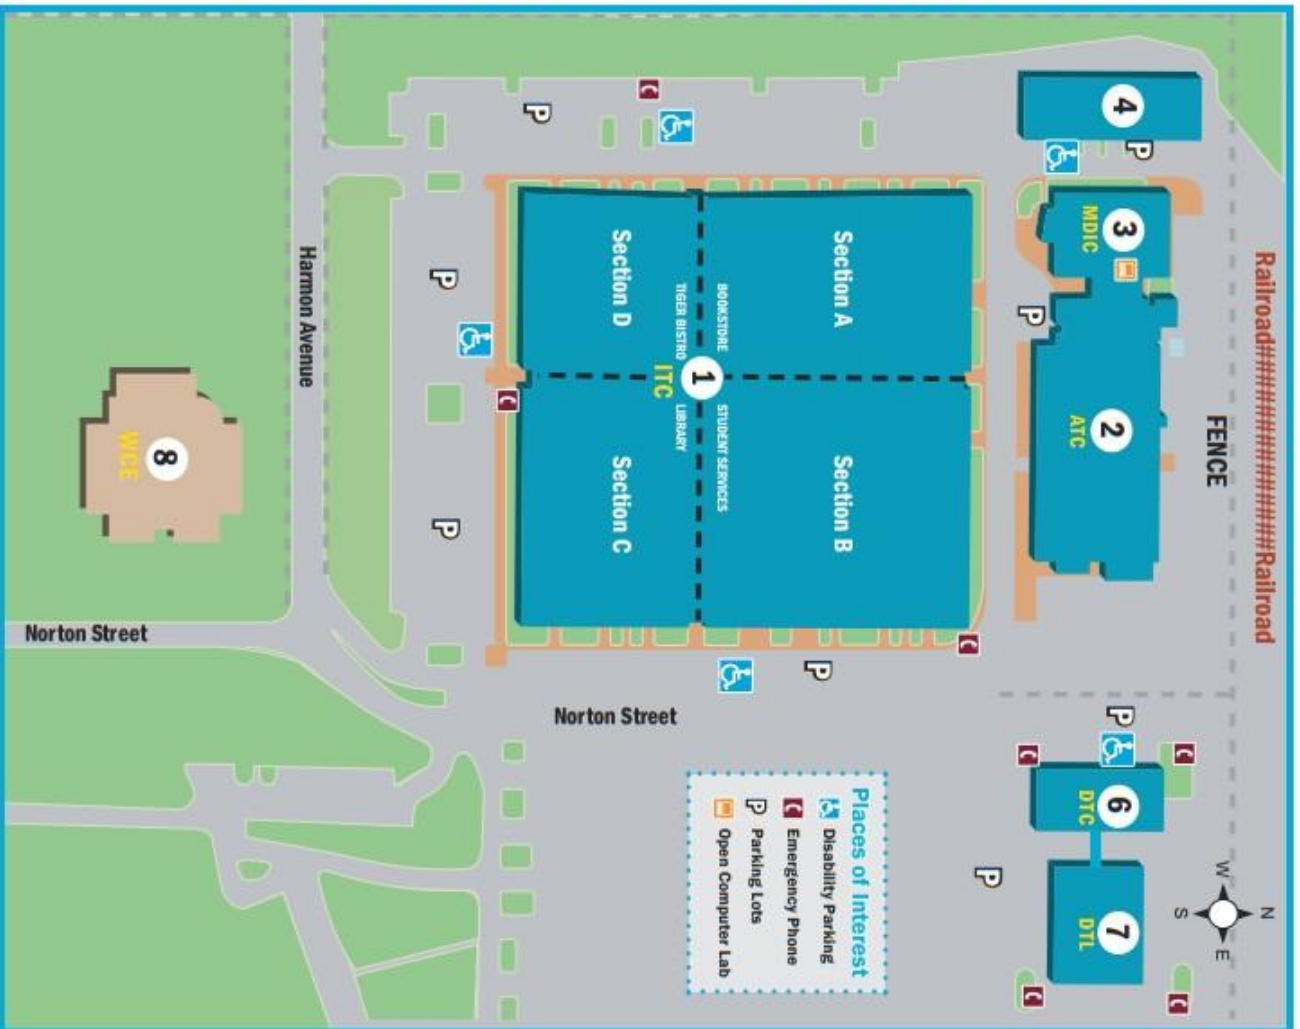 Railroad##############Railroad
FENCE
4
3
MDIC
2
ATC
P
P
P
Section A
Section B
BOOKSTORE
STUDENT SERVICES
1
ITC
TIGER BISTRO
LIBRARY
Section D
Section C
P
P
P
P
Harmon Avenue
8
WCE
Norton Street
Norton Street
P
6
DTC
7
DTL
P
N
W
E
S
Places of Interest
Disability Parking
Emergency Phone
P Parking Lots
Open Computer Lab